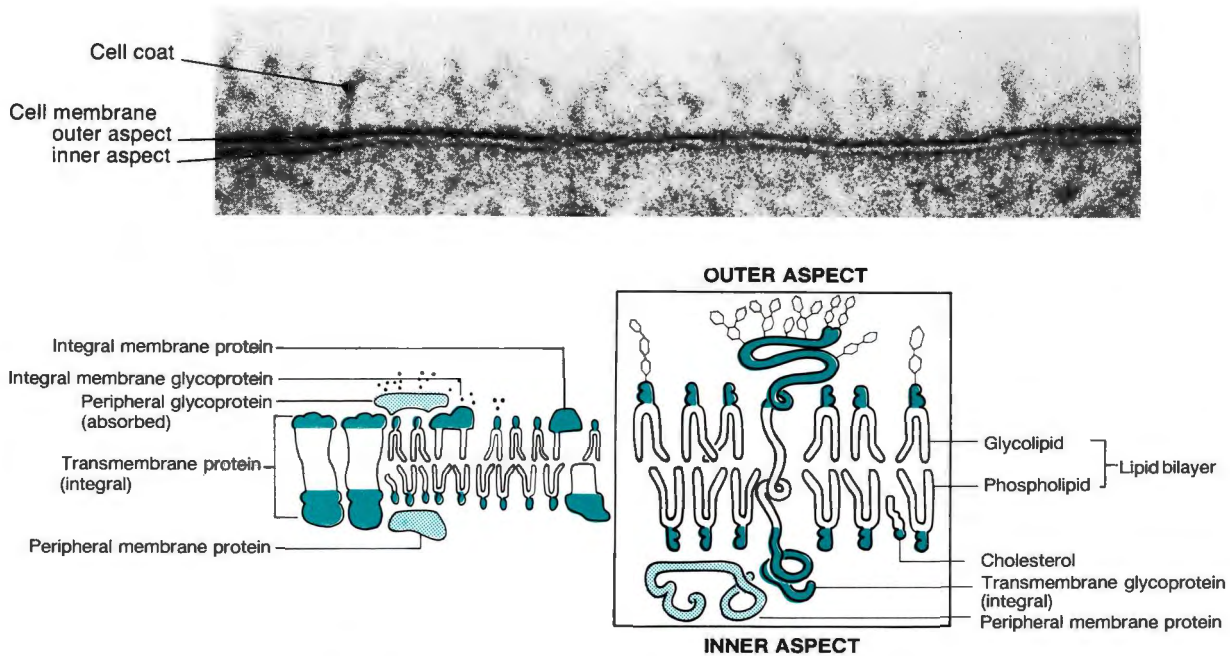 Cell coat
Cell membrane
outer aspect
inner aspect
OUTER ASPECT
Integral membrane protein
Integral membrane glycoprotein
Peripheral glycoprotein
(absorbed)
Transmembrane protein
(integral)
Peripheral membrane protein
Glycolipid
Lipid bilayer
Phospholipid
Cholesterol
Transmembrane glycoprotein
(integral)
Peripheral membrane protein
INNER ASPECT